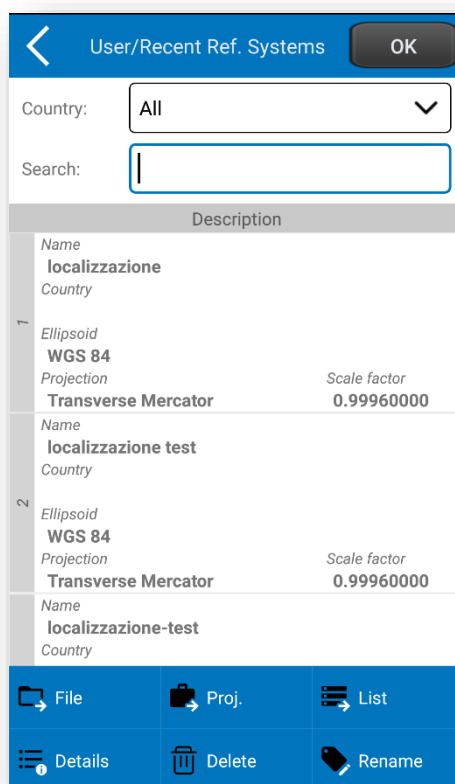 User/Recent Ref. Systems OK
Country: All
Search:
Description
1
Name
localizzazione
Country
Ellipsoid
WGS 84
Projection Scale factor
Transverse Mercator 0.99960000
2
Name
localizzazione test
Country
Ellipsoid
WGS 84
Projection Scale factor
Transverse Mercator 0.99960000
Name
localizzazione-test
Country
File Proj. List
Details Delete Rename